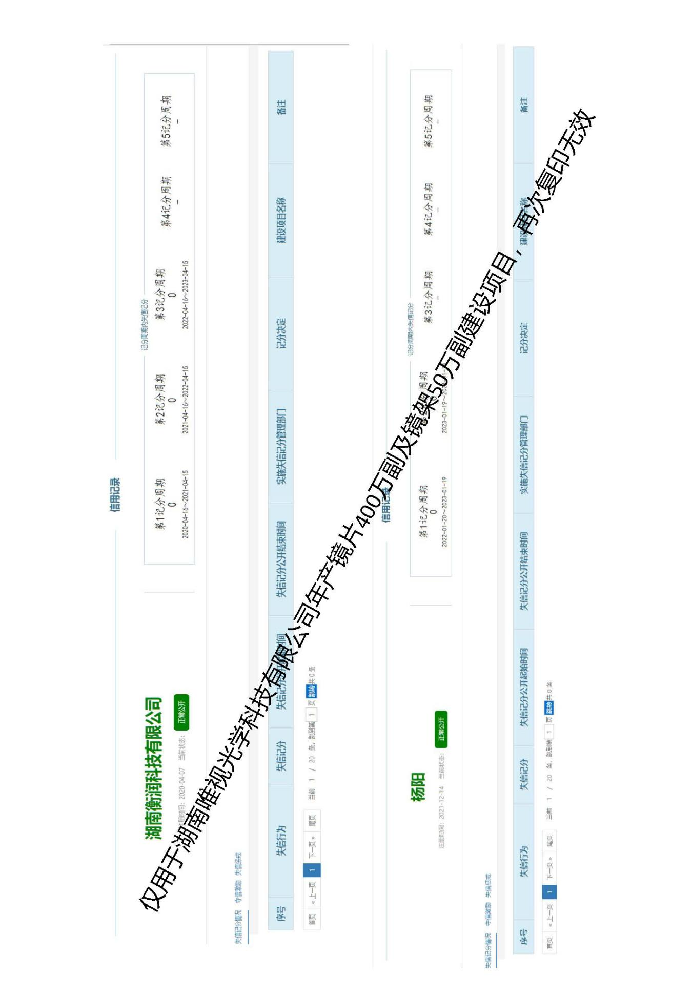 信用记录
湖南衡润科技有限公司
注册时间：2020-04-07 当前状态： 正常公开
记分周期内失信记分
第1记分周期 第2记分周期 第3记分周期 第4记分周期 第5记分周期
0 0 0 – –
2020-04-16～2021-04-15 2021-04-16～2022-04-15 2022-04-16～2023-04-15
失信记分情况 守信激励 失信惩戒
序号 失信行为 失信记分 失信记分公开起始时间 失信记分公开结束时间 实施失信记分管理部门 记分决定 建设项目名称 备注
首页 «上一页 1 下一页» 尾页 当前 1 / 20 条，跳到第 1 页 跳转 共0条
信用记录
杨阳
注册时间：2021-12-14 当前状态： 正常公开
记分周期内失信记分
第1记分周期 记分周期 第3记分周期 第4记分周期 第5记分周期
0 – – –
2022-01-20～2023-01-19 2023-01-19～
失信记分情况 守信激励 失信惩戒
序号 失信行为 失信记分 失信记分公开起始时间 失信记分公开结束时间 实施失信记分管理部门 记分决定 建设项目名称 备注
首页 «上一页 1 下一页» 尾页 当前 1 / 20 条，跳到第 1 页 跳转 共0条
仅用于湖南唯视光学科技有限公司年产镜片400万副及镜架50万副建设项目，再次复印无效